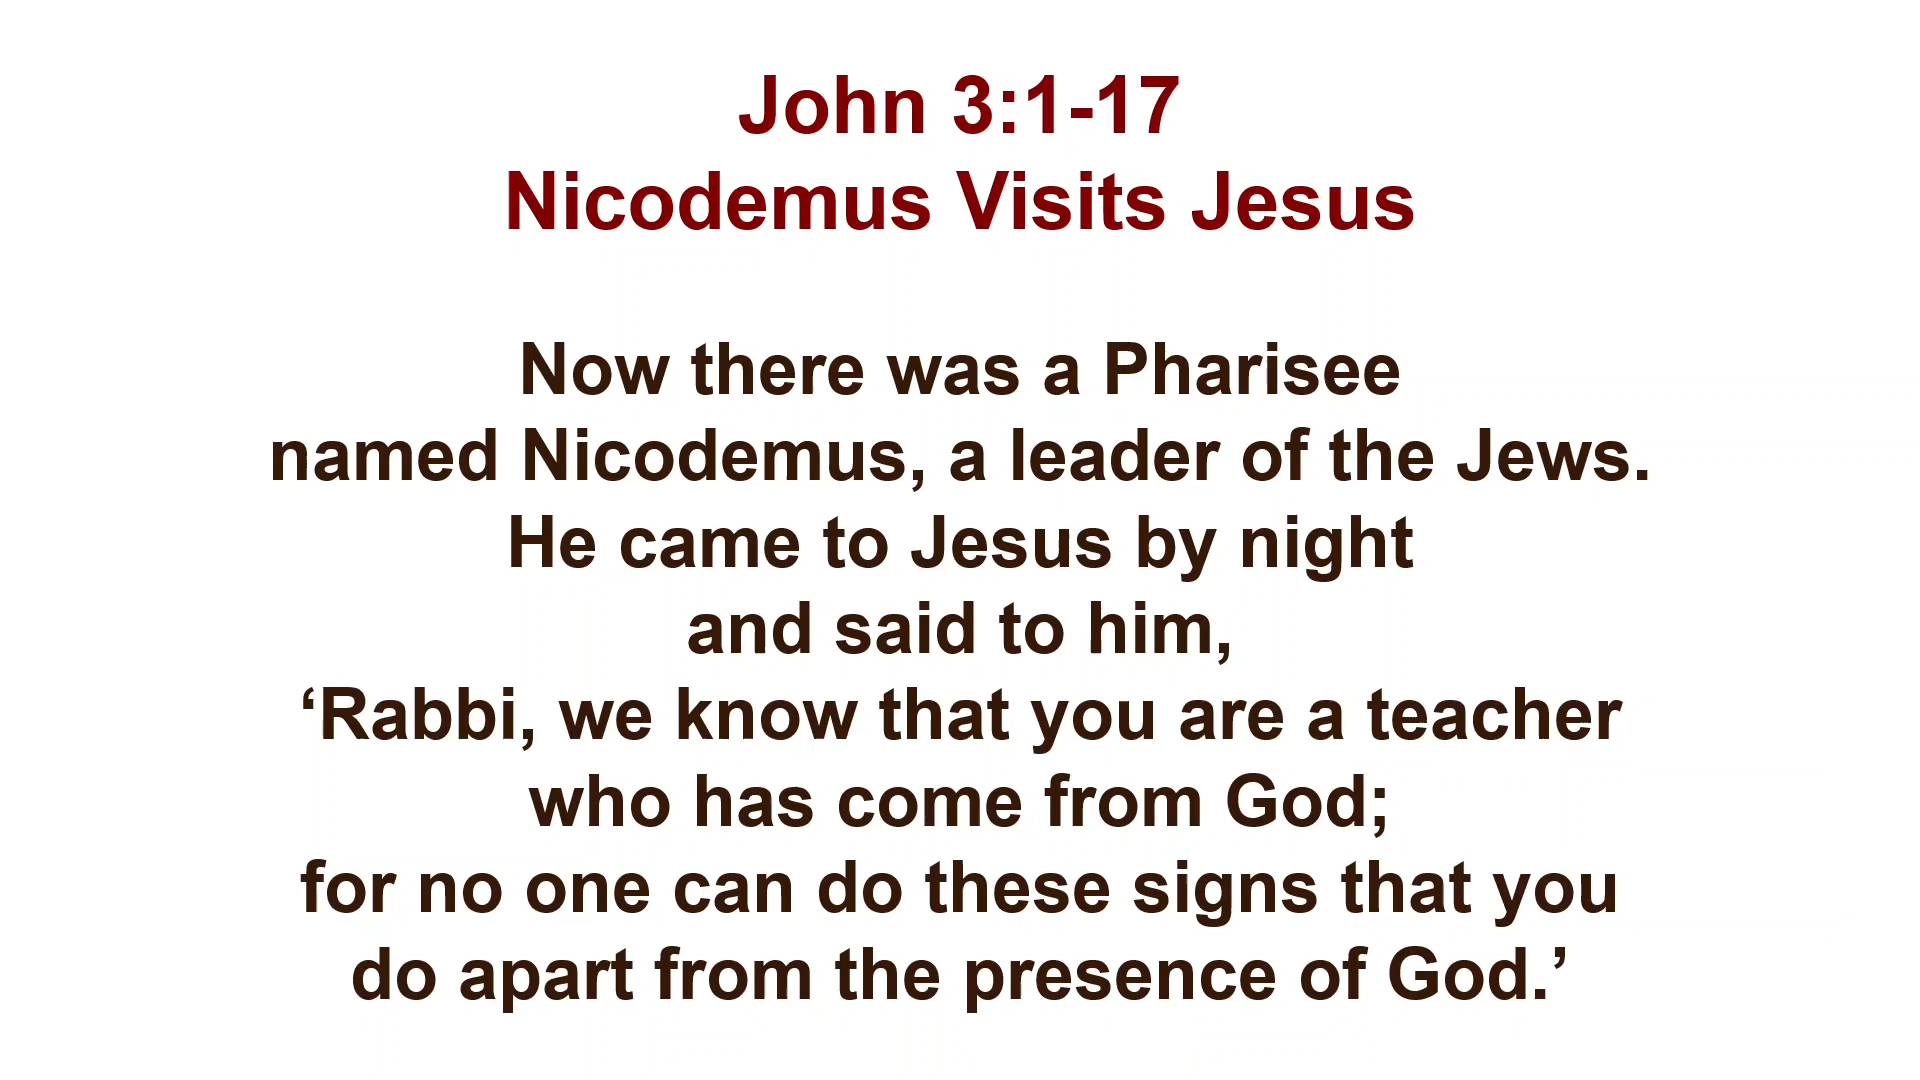 John 3:1-17
Nicodemus Visits Jesus
Now there was a Pharisee
named Nicodemus, a leader of the Jews.
He came to Jesus by night
and said to him,
‘Rabbi, we know that you are a teacher
who has come from God;
for no one can do these signs that you
do apart from the presence of God.’